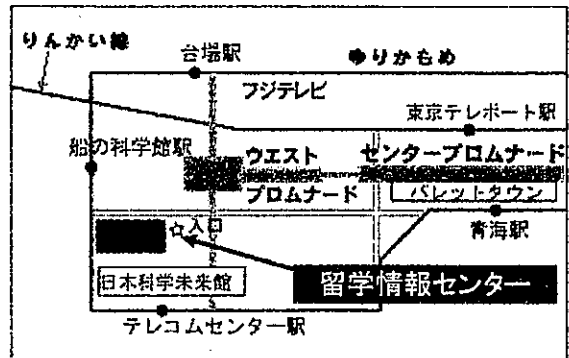 りんかい線
台場駅
ゆりかもめ
フジテレビ
東京テレポート駅
船の科学館駅
ウエスト
プロムナード
センタープロムナード
パレットタウン
青海駅
☆入口
日本科学未来館
留学情報センター
テレコムセンター駅